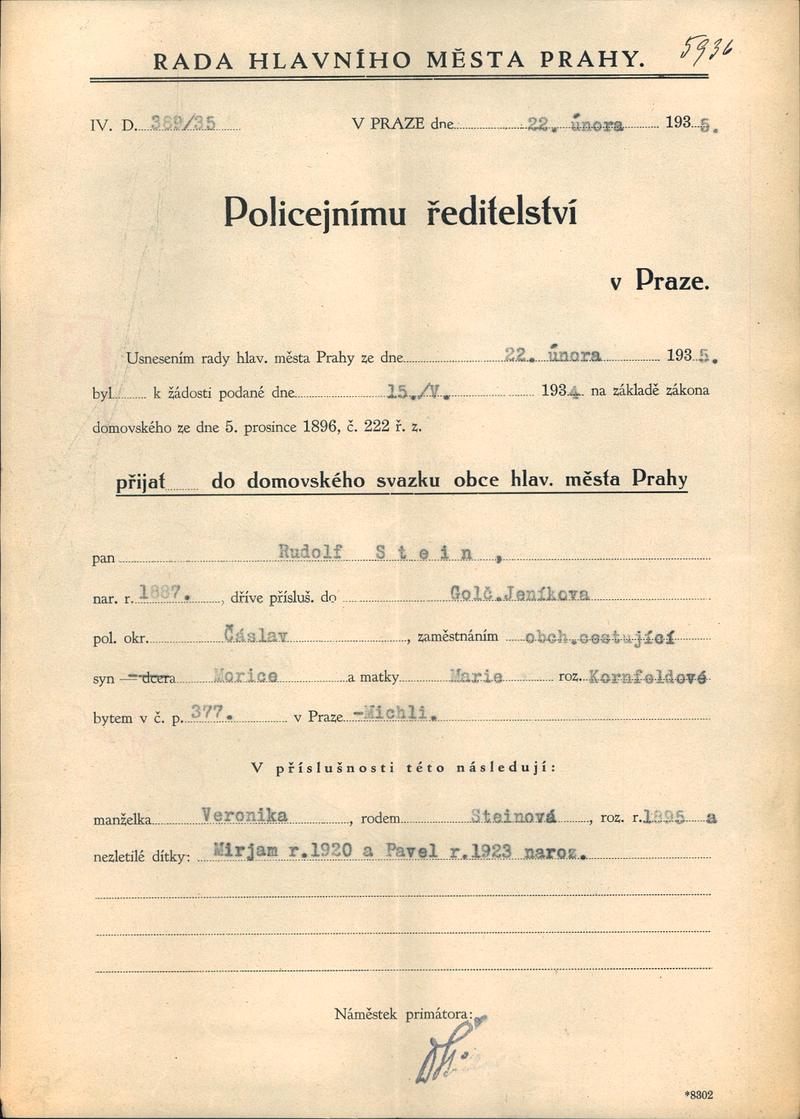 RADA HLAVNÍHO MĚSTA PRAHY. 5936
IV. D. 389/35 V PRAZE dne 22. února 1935.
Policejnímu ředitelství
v Praze.
Usnesením rady hlav. města Prahy ze dne 22. února 1935.
byl k žádosti podané dne 15./V. 1934. na základě zákona
domovského ze dne 5. prosince 1896, č. 222 ř. z.
přijat do domovského svazku obce hlav. města Prahy
pan Rudolf Stein,
nar. r. 1887., dříve přísluš. do Golč.Jeníkova
pol. okr. Čáslav, zaměstnáním obch.cestující
syn — dcera Morice a matky Marie roz. Kornfeldové
bytem v č. p. 377. v Praze -Michli.
V příslušnosti této následují:
manželka Veronika, rodem Steinová, roz. r. 1895 a
nezletilé dítky: Mirjam r.1920 a Pavel r.1923 naroz.
Náměstek primátora:
*8302